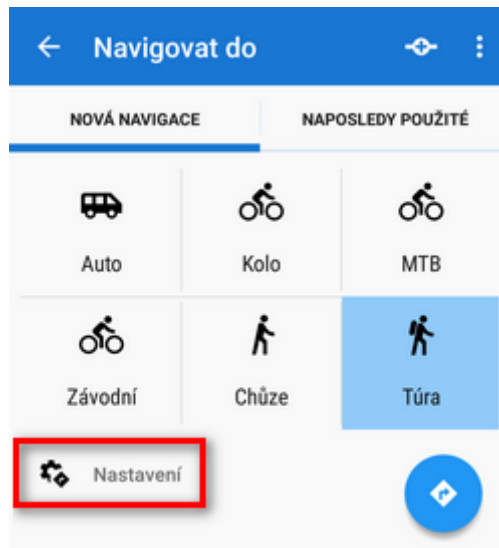 Navigovat do
NOVÁ NAVIGACE NAPOSLEDY POUŽITÉ
Auto Kolo MTB
Závodní Chůze Túra
Nastavení